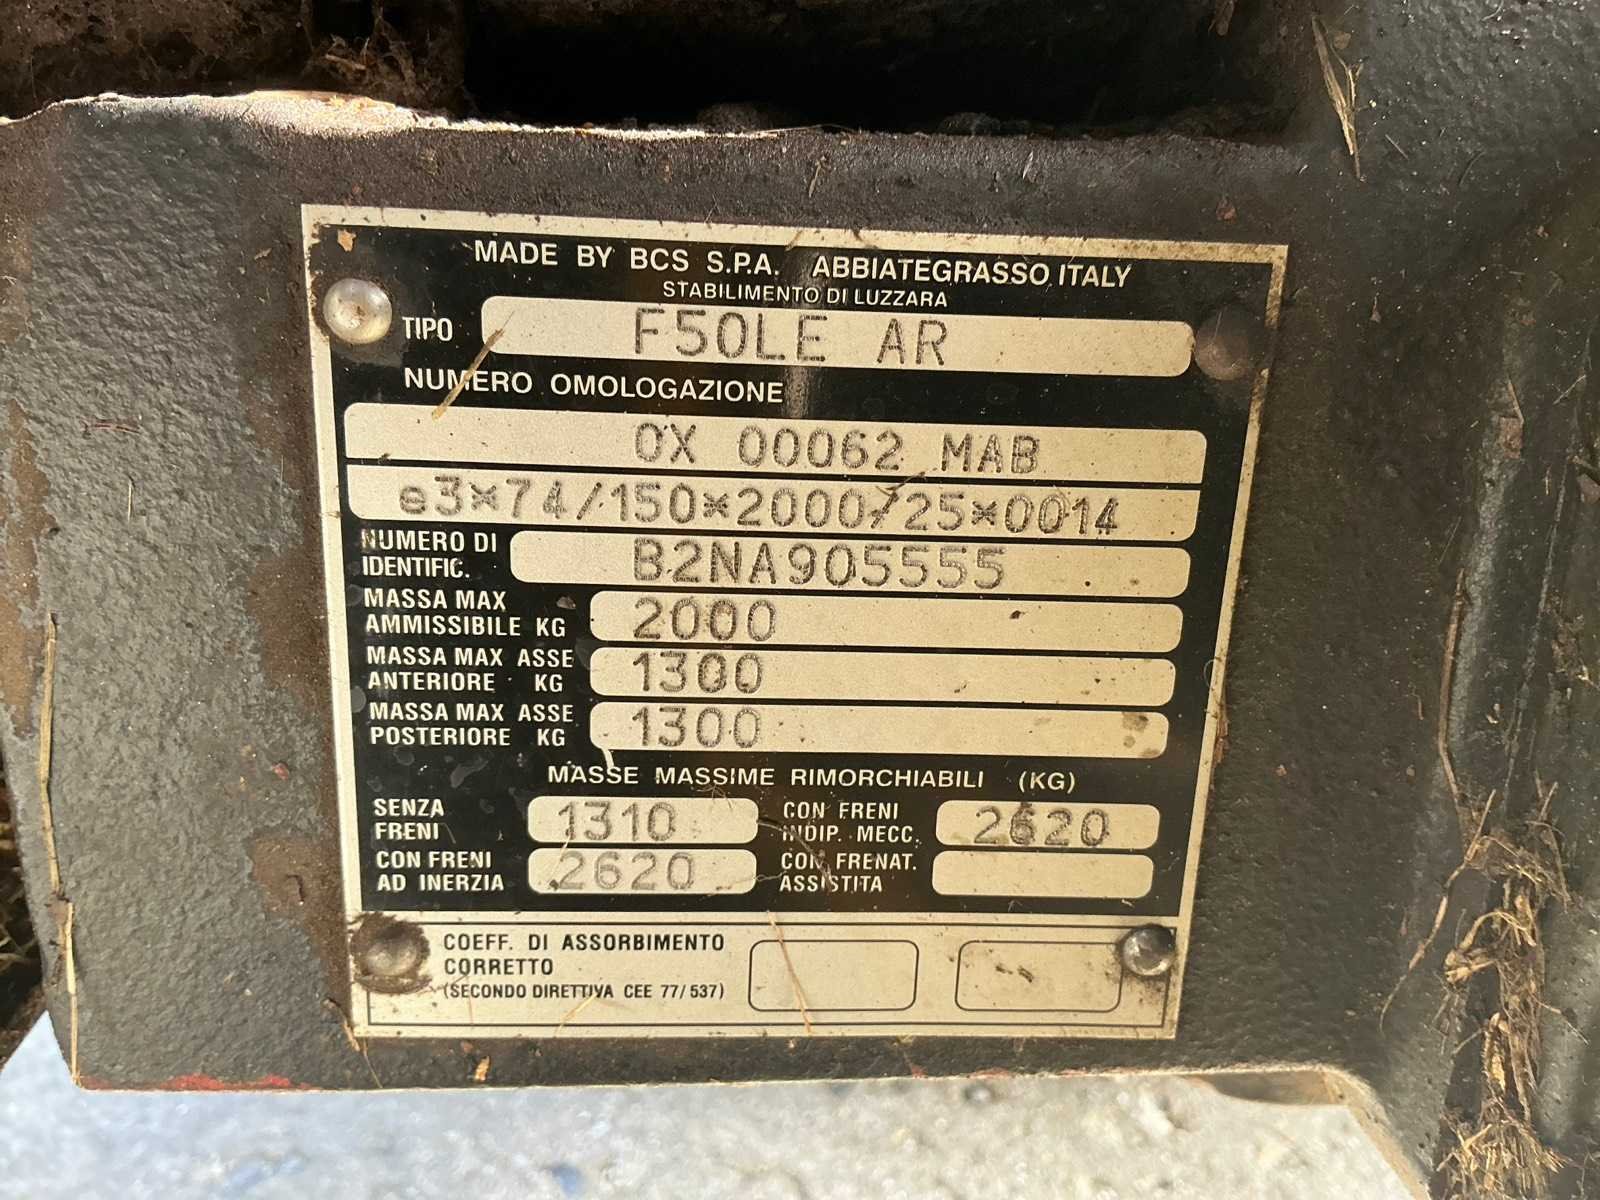 MADE BY BCS S.P.A. ABBIATEGRASSO ITALY
STABILIMENTO DI LUZZARA
TIPO F50LE AR
NUMERO OMOLOGAZIONE
0X 00062 MAB
e3*74/150*2000/25*0014
NUMERO DI IDENTIFIC. B2NA905555
MASSA MAX AMMISSIBILE KG 2000
MASSA MAX ASSE ANTERIORE KG 1300
MASSA MAX ASSE POSTERIORE KG 1300
MASSE MASSIME RIMORCHIABILI (KG)
SENZA FRENI 1310 CON FRENI INDIP. MECC. 2620
CON FRENI AD INERZIA 2620 CON FRENAT. ASSISTITA
COEFF. DI ASSORBIMENTO
CORRETTO
(SECONDO DIRETTIVA CEE 77/537)